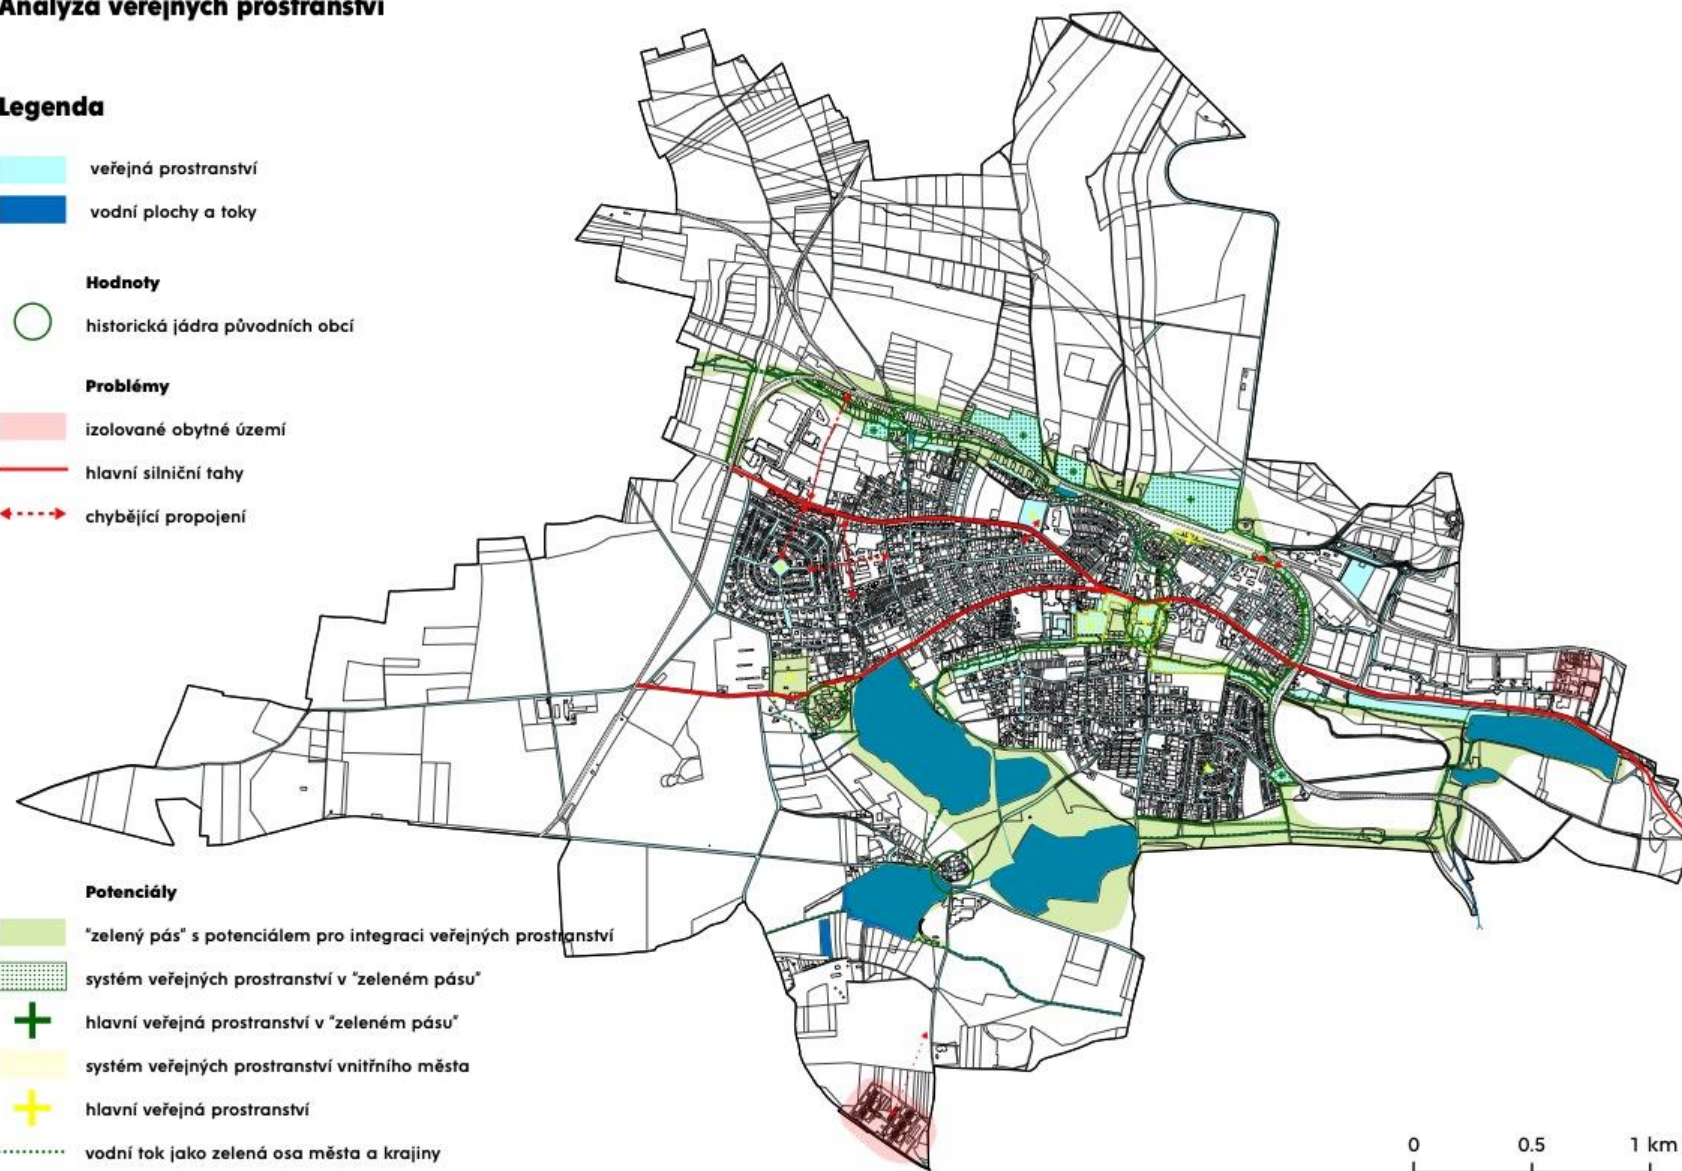 Analýza veřejných prostranství
Legenda
veřejná prostranství
vodní plochy a toky
Hodnoty
historická jádra původních obcí
Problémy
izolované obytné území
hlavní silniční tahy
chybějící propojení
Potenciály
"zelený pás" s potenciálem pro integraci veřejných prostranství
systém veřejných prostranství v "zeleném pásu"
hlavní veřejná prostranství v "zeleném pásu"
systém veřejných prostranství vnitřního města
hlavní veřejná prostranství
vodní tok jako zelená osa města a krajiny
0 0.5 1 km